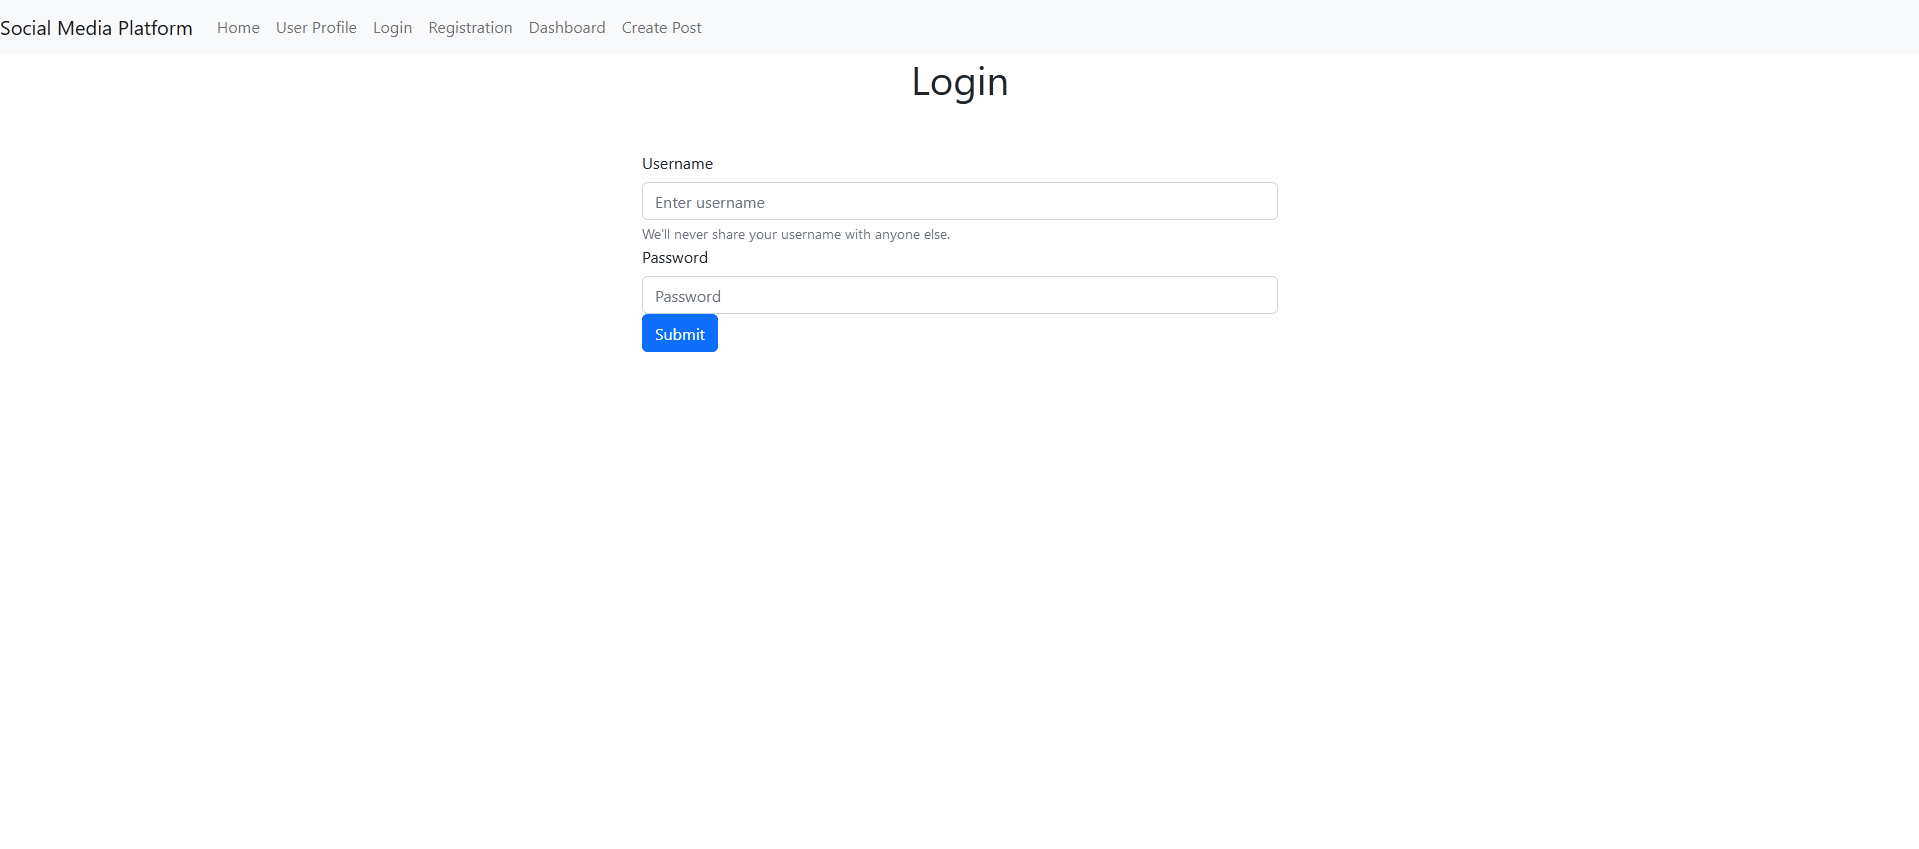 Social Media Platform Home User Profile Login Registration Dashboard Create Post
Login
Username
Enter username
We'll never share your username with anyone else.
Password
Password
Submit